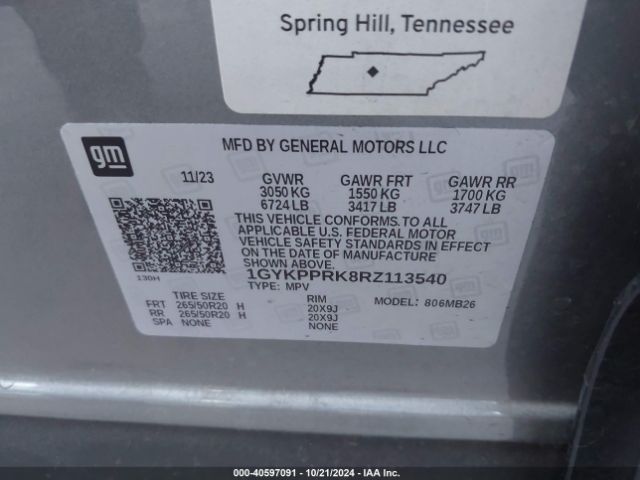 Spring Hill, Tennessee
gm
MFD BY GENERAL MOTORS LLC
11/23 GVWR GAWR FRT GAWR RR
3050 KG 1550 KG 1700 KG
6724 LB 3417 LB 3747 LB
THIS VEHICLE CONFORMS TO ALL
APPLICABLE U.S. FEDERAL MOTOR
VEHICLE SAFETY STANDARDS IN EFFECT
ON THE DATE OF MANUFACTURE
SHOWN ABOVE.
130H
1GYKPPRK8RZ113540
TYPE: MPV
TIRE SIZE RIM MODEL: 806MB26
FRT 265/50R20 H 20X9J
RR 265/50R20 H 20X9J
SPA NONE NONE
000-40597091 - 10/21/2024 - IAA Inc.